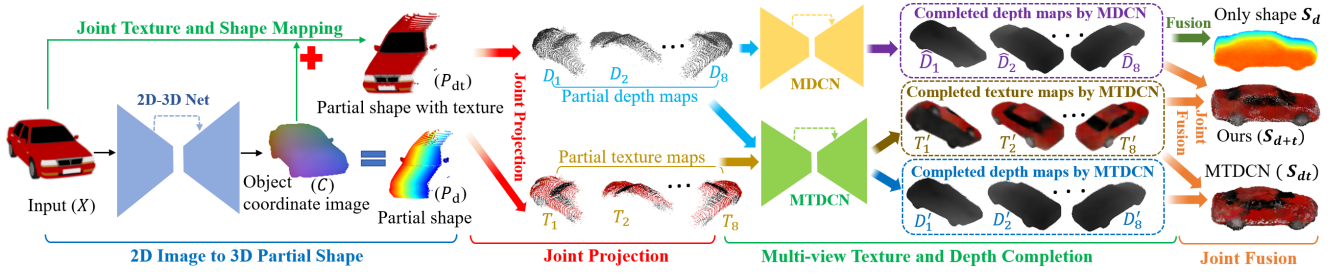 Joint Texture and Shape Mapping
2D-3D Net
Input (X)
Object
coordinate image
(C)
(P_dt)
Partial shape with texture
(P_d)
Partial shape
2D Image to 3D Partial Shape
Joint Projection
D_1 D_2 D_8
Partial depth maps
Partial texture maps
T_1 T_2 T_8
Joint Projection
MDCN
MTDCN
Completed depth maps by MDCN
D̂_1 D̂_2 D̂_8
Completed texture maps by MTDCN
T′_1 T′_2 T′_8
Completed depth maps by MTDCN
D′_1 D′_2 D′_8
Multi-view Texture and Depth Completion
Fusion
Only shape S_d
Joint
Fusion
Ours (S_d+t)
MTDCN ( S_dt)
Joint Fusion